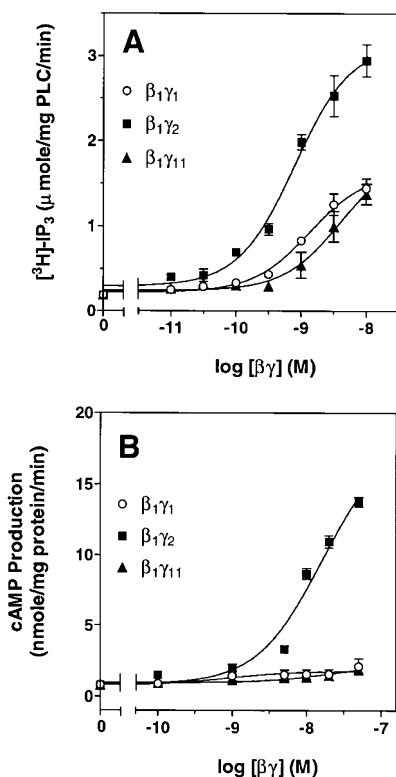 A
[³H]-IP₃ (μmole/mg PLC/min)
3
2
1
0
β₁γ₁
β₁γ₂
β₁γ₁₁
0 -11 -10 -9 -8
log [βγ] (M)
B
cAMP Production
(nmole/mg protein/min)
20
15
10
5
0
β₁γ₁
β₁γ₂
β₁γ₁₁
0 -10 -9 -8 -7
log [βγ] (M)